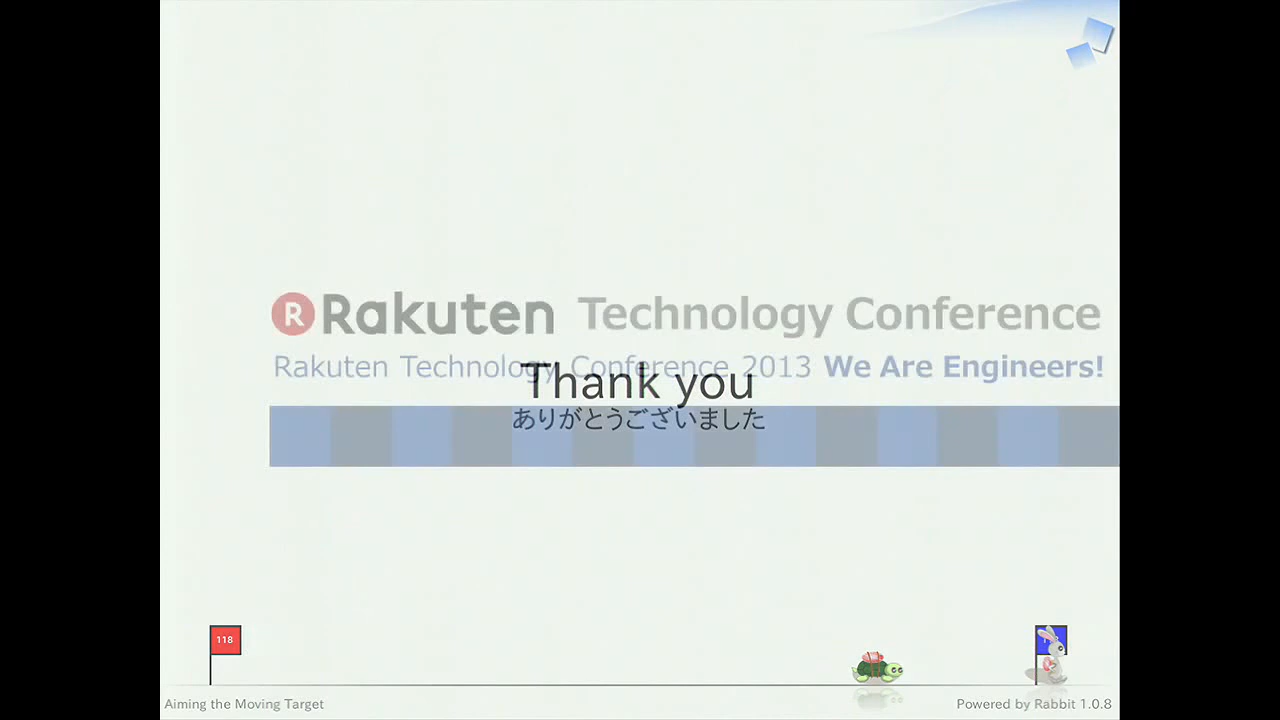 R Rakuten Technology Conference
Rakuten Technology Conference 2013 We Are Engineers!
Thank you
ありがとうございました
118
Aiming the Moving Target
Powered by Rabbit 1.0.8